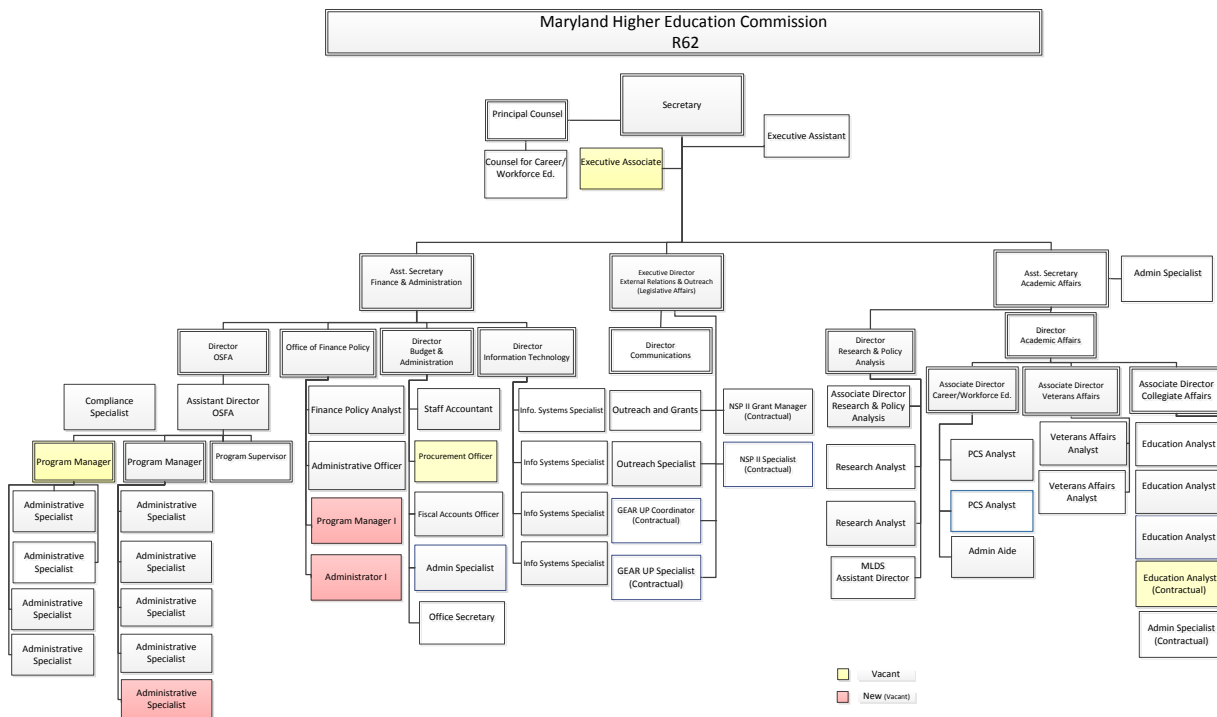 Maryland Higher Education Commission
R62
Secretary
Principal Counsel
Executive Assistant
Counsel for Career/
Workforce Ed.
Executive Associate
Asst. Secretary
Finance & Administration
Executive Director
External Relations & Outreach
(Legislative Affairs)
Asst. Secretary
Academic Affairs
Admin Specialist
Director
OSFA
Office of Finance Policy
Director
Budget &
Administration
Director
Information Technology
Director
Communications
Director
Research & Policy
Analysis
Director
Academic Affairs
Compliance
Specialist
Assistant Director
OSFA
Finance Policy Analyst
Staff Accountant
Info. Systems Specialist
Outreach and Grants
NSP II Grant Manager
(Contractual)
Associate Director
Research & Policy
Analysis
Associate Director
Career/Workforce Ed.
Associate Director
Veterans Affairs
Associate Director
Collegiate Affairs
Program Manager
Program Manager
Program Supervisor
Administrative Officer
Procurement Officer
Info Systems Specialist
Outreach Specialist
NSP II Specialist
(Contractual)
Research Analyst
PCS Analyst
Veterans Affairs
Analyst
Education Analyst
Administrative
Specialist
Administrative
Specialist
Program Manager I
Fiscal Accounts Officer
Info Systems Specialist
GEAR UP Coordinator
(Contractual)
Research Analyst
PCS Analyst
Veterans Affairs
Analyst
Education Analyst
Administrative
Specialist
Administrative
Specialist
Administrator I
Admin Specialist
Info Systems Specialist
GEAR UP Specialist
(Contractual)
MLDS
Assistant Director
Admin Aide
Education Analyst
Administrative
Specialist
Administrative
Specialist
Office Secretary
Education Analyst
(Contractual)
Administrative
Specialist
Administrative
Specialist
Admin Specialist
(Contractual)
Administrative
Specialist
Vacant
New (Vacant)